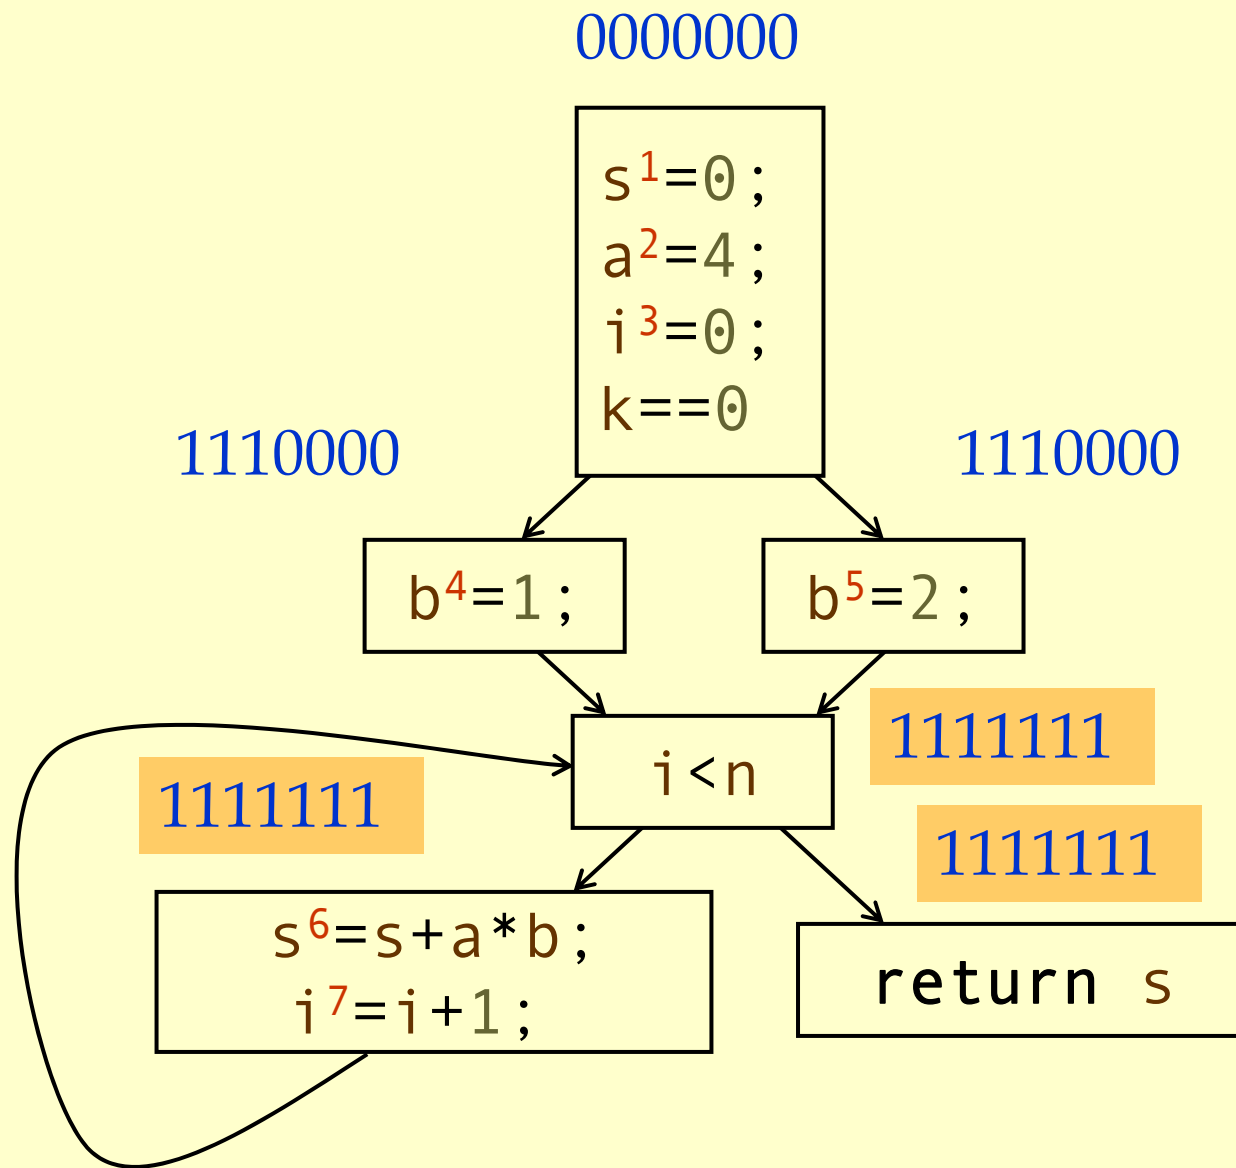 0000000
s¹=0;
a²=4;
i³=0;
k==0
1110000
1110000
b⁴=1;
b⁵=2;
1111111
i<n
1111111
1111111
s⁶=s+a*b;
i⁷=i+1;
return s